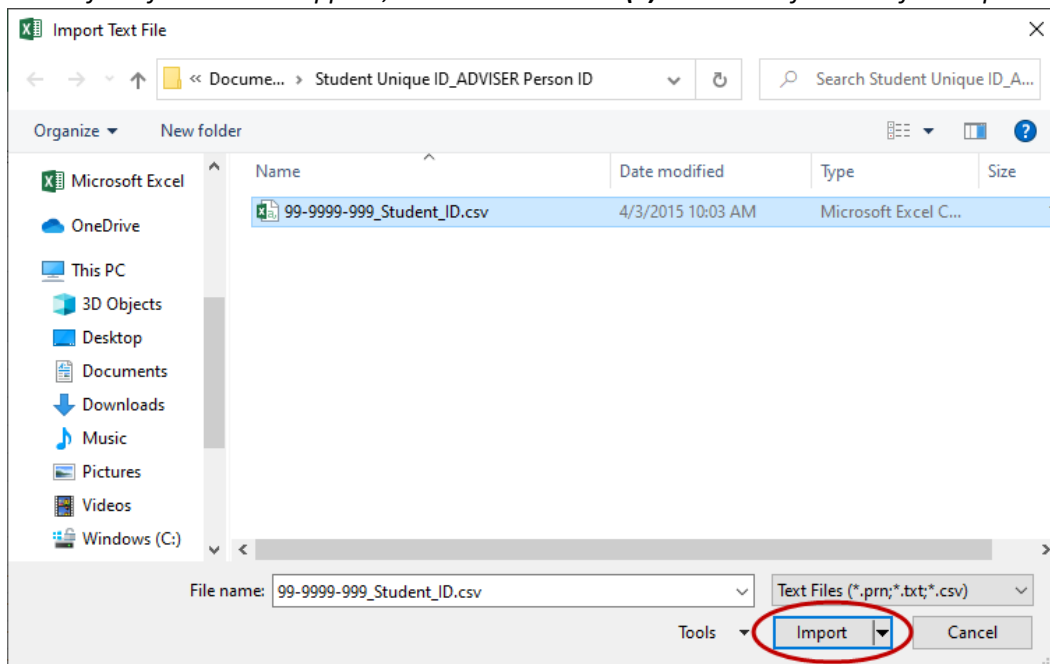 (*)
Import Text File
« Docume... › Student Unique ID_ADVISER Person ID
Search Student Unique ID_A...
Organize
New folder
?
Name
Date modified
Type
Size
99-9999-999_Student_ID.csv
4/3/2015 10:03 AM
Microsoft Excel C...
Microsoft Excel
OneDrive
This PC
3D Objects
Desktop
Documents
Downloads
Music
Pictures
Videos
Windows (C:)
File name:
99-9999-999_Student_ID.csv
Text Files (*.prn;*.txt;*.csv)
Tools
Import
Cancel